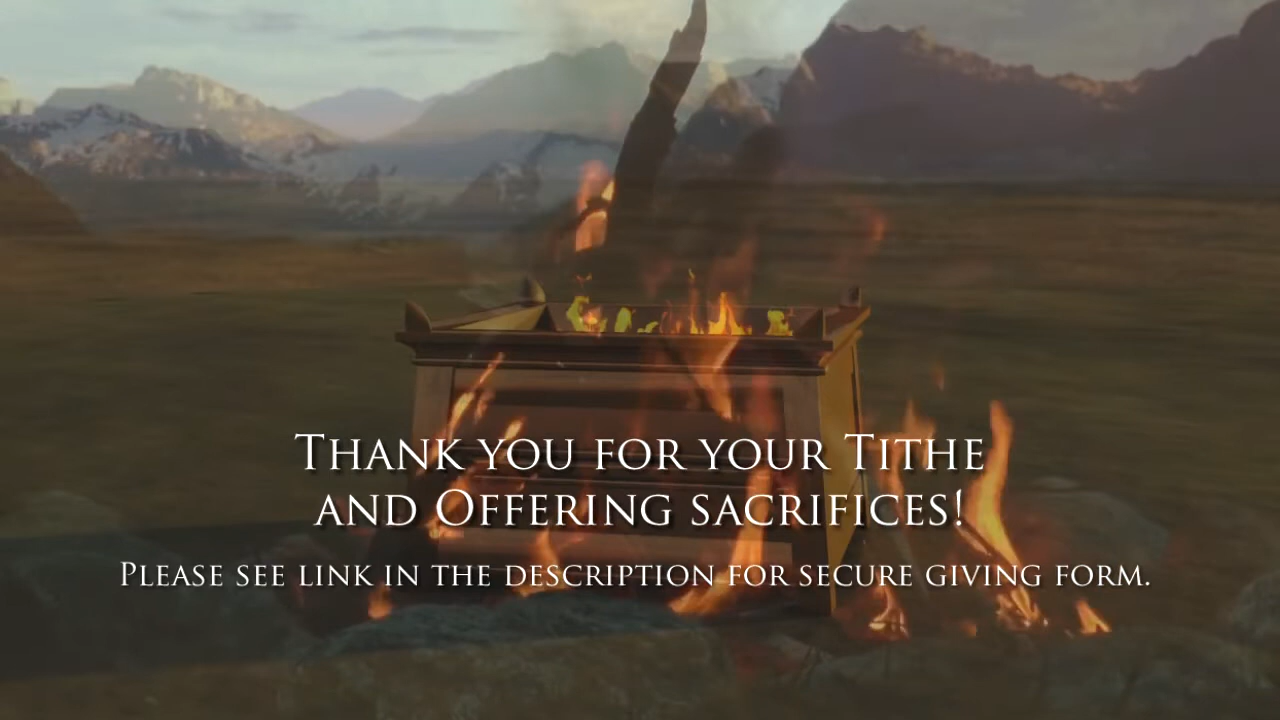 Thank you for your Tithe
and Offering sacrifices!
Please see link in the description for secure giving form.